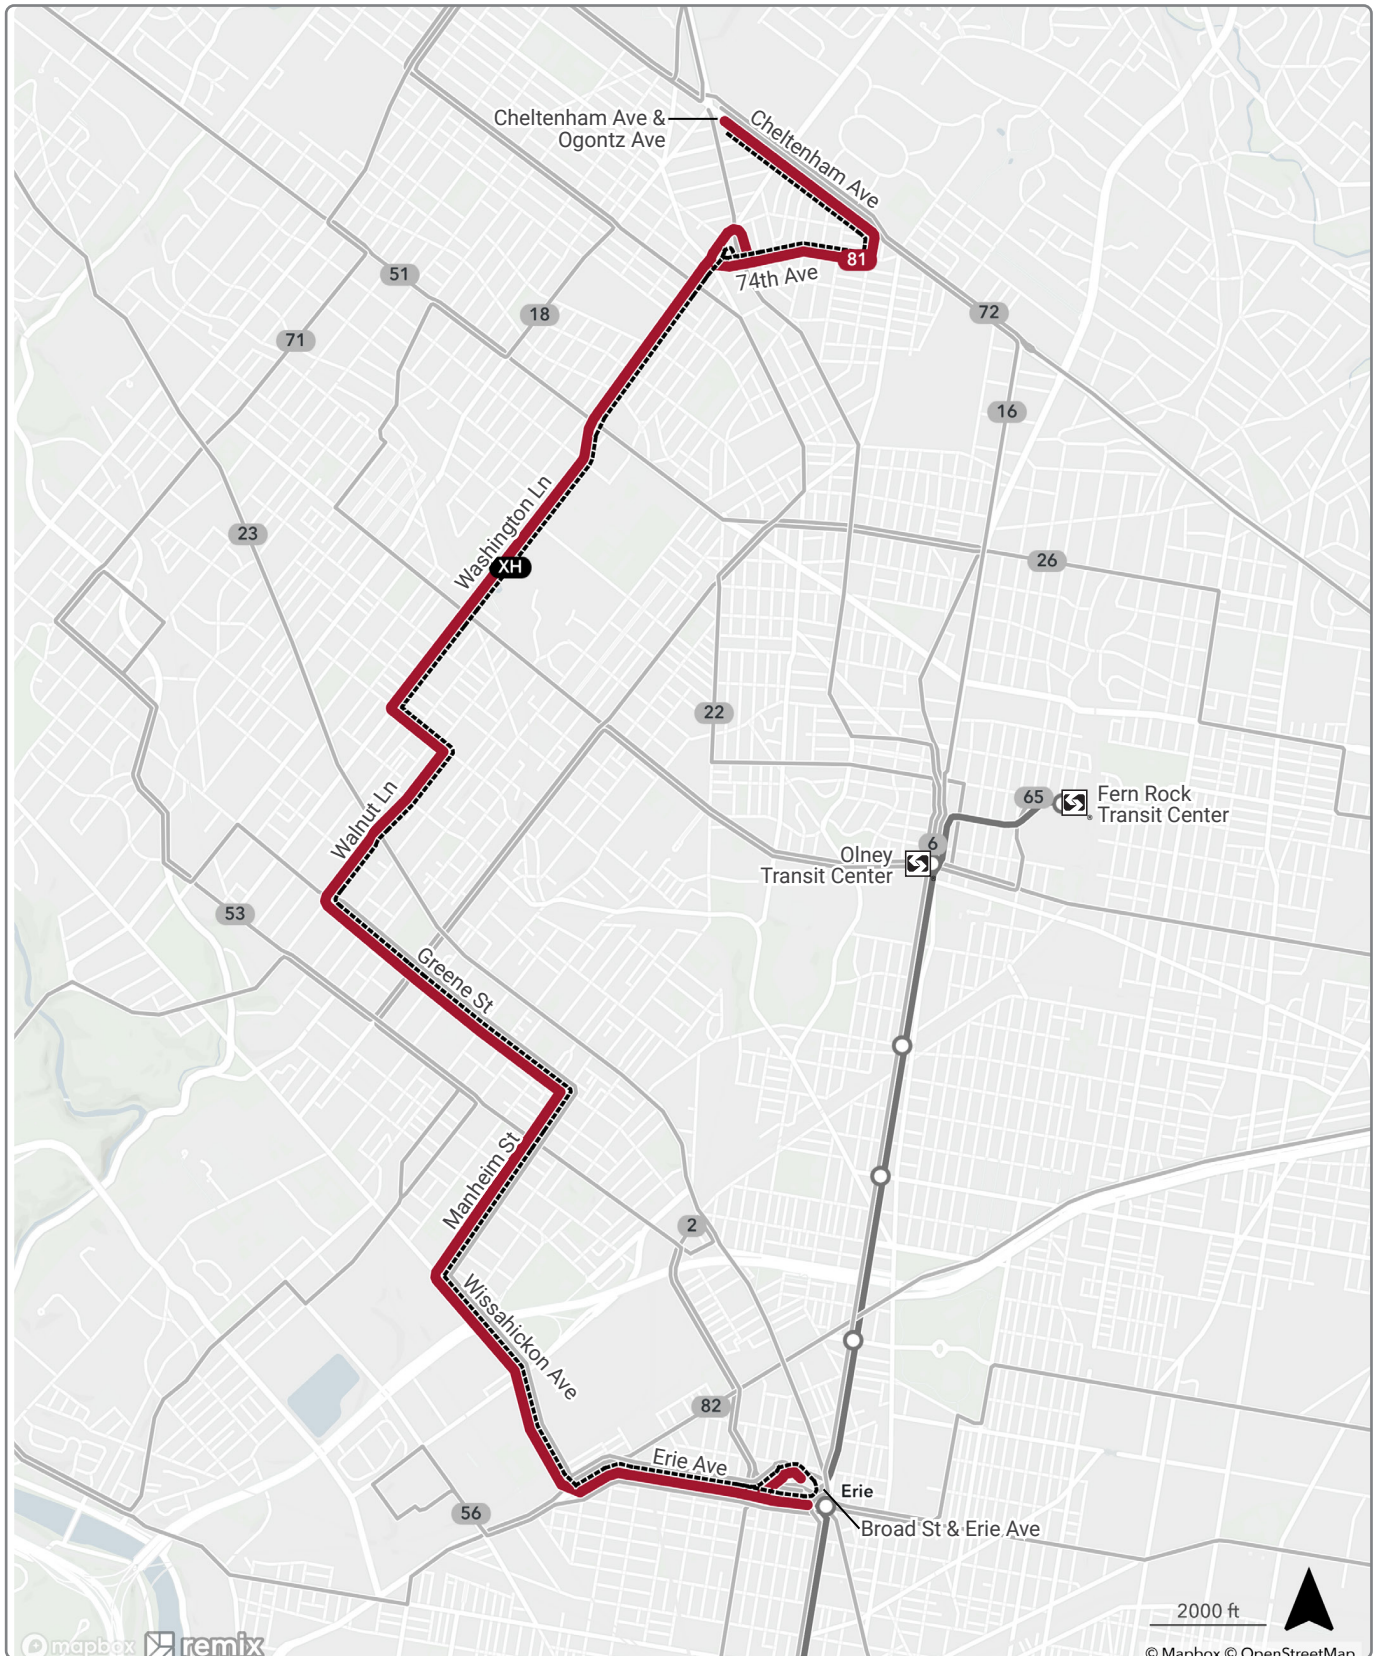 Cheltenham Ave &
Ogontz Ave
Cheltenham Ave
81
74th Ave
51
18
72
71
16
Washington Ln
23
XH
26
22
Walnut Ln
65
Fern Rock
Transit Center
6
Olney
Transit Center
53
Greene St
Manheim St
2
Wissahickon Ave
82
Erie Ave
Erie
56
Broad St & Erie Ave
2000 ft
mapbox
remix
© Mapbox © OpenStreetMap